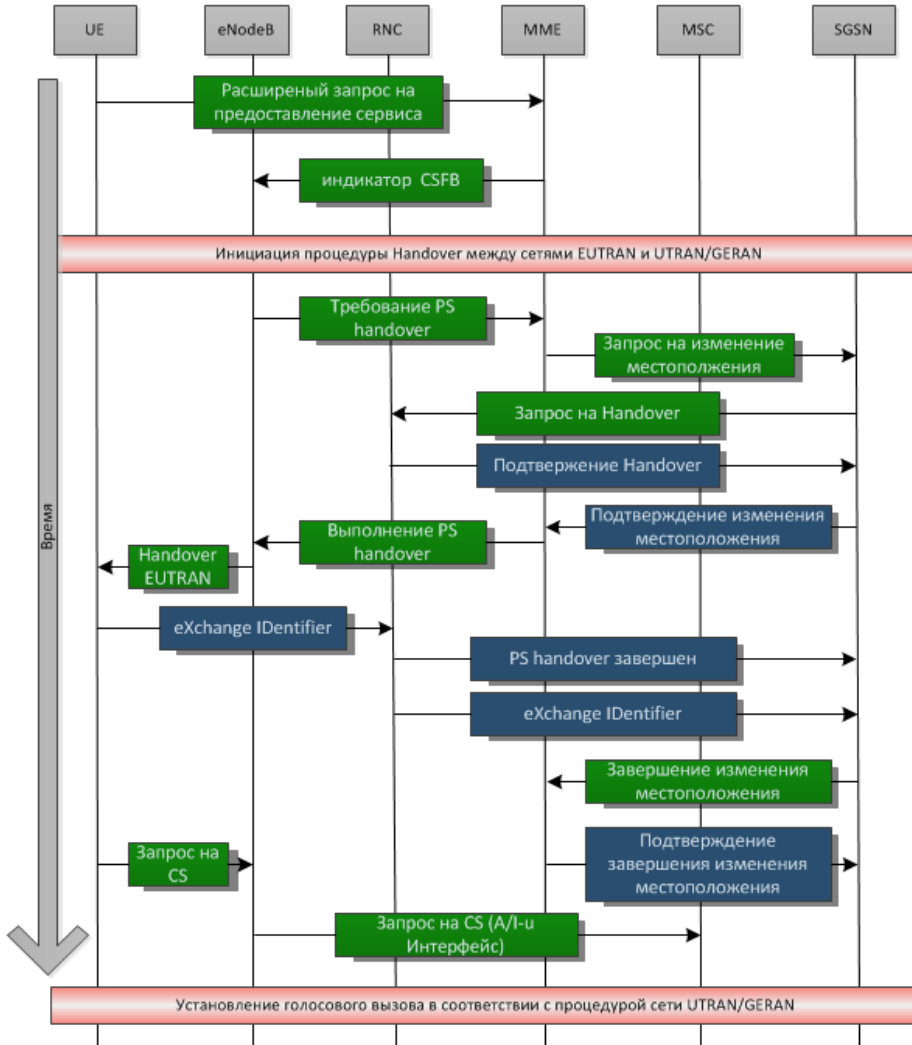 UE
eNodeB
RNC
MME
MSC
SGSN
Расширеный запрос на
предоставление сервиса
индикатор CSFB
Инициация процедуры Handover между сетями EUTRAN и UTRAN/GERAN
Требование PS
handover
Запрос на изменение
местополжения
Запрос на Handover
Подтвержение Handover
Время
Подтверждение изменения
местоположения
Выполнение PS
handover
Handover
EUTRAN
eXchange IDentifier
PS handover завершен
eXchange IDentifier
Завершение изменения
местоположения
Запрос на
CS
Подтверждение
завершения изменения
местоположения
Запрос на CS (A/I-u
Интерфейс)
Установление голосового вызова в соответствии с процедурой сети UTRAN/GERAN